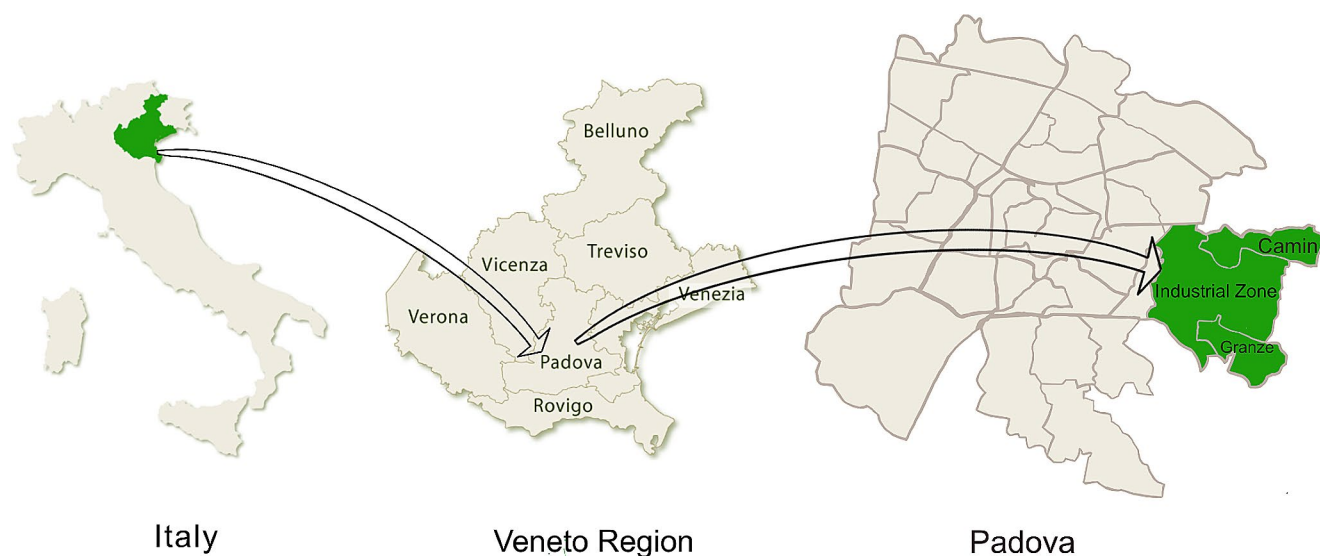 Belluno
Treviso
Vicenza
Venezia
Verona
Padova
Rovigo
Camin
Industrial Zone
Granze
Italy
Veneto Region
Padova